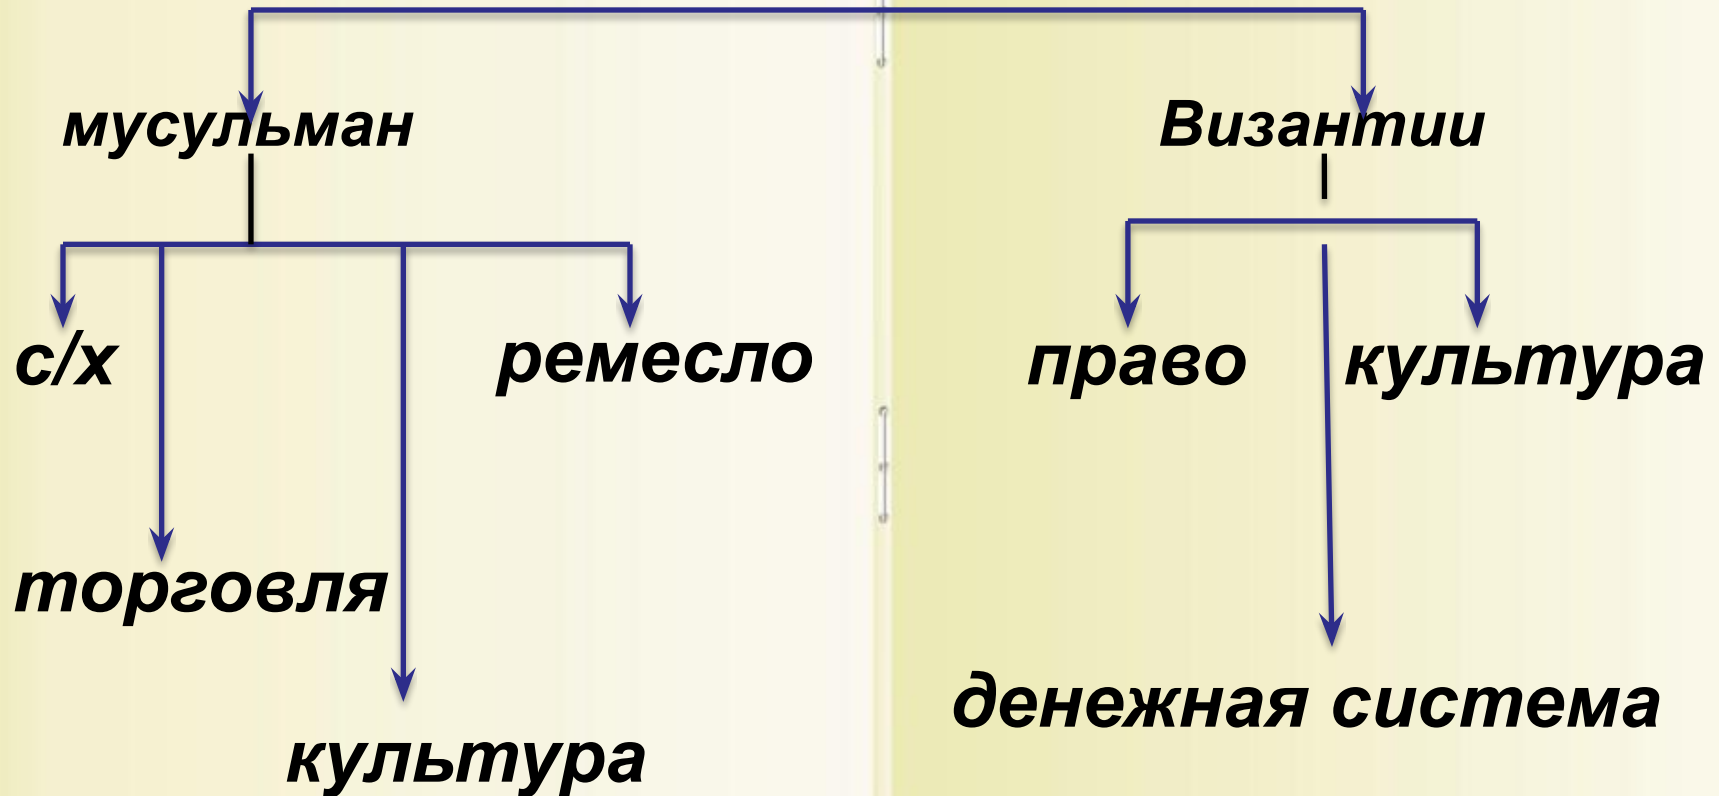 мусульман
Византии
с/х
ремесло
право
культура
торговля
денежная система
культура